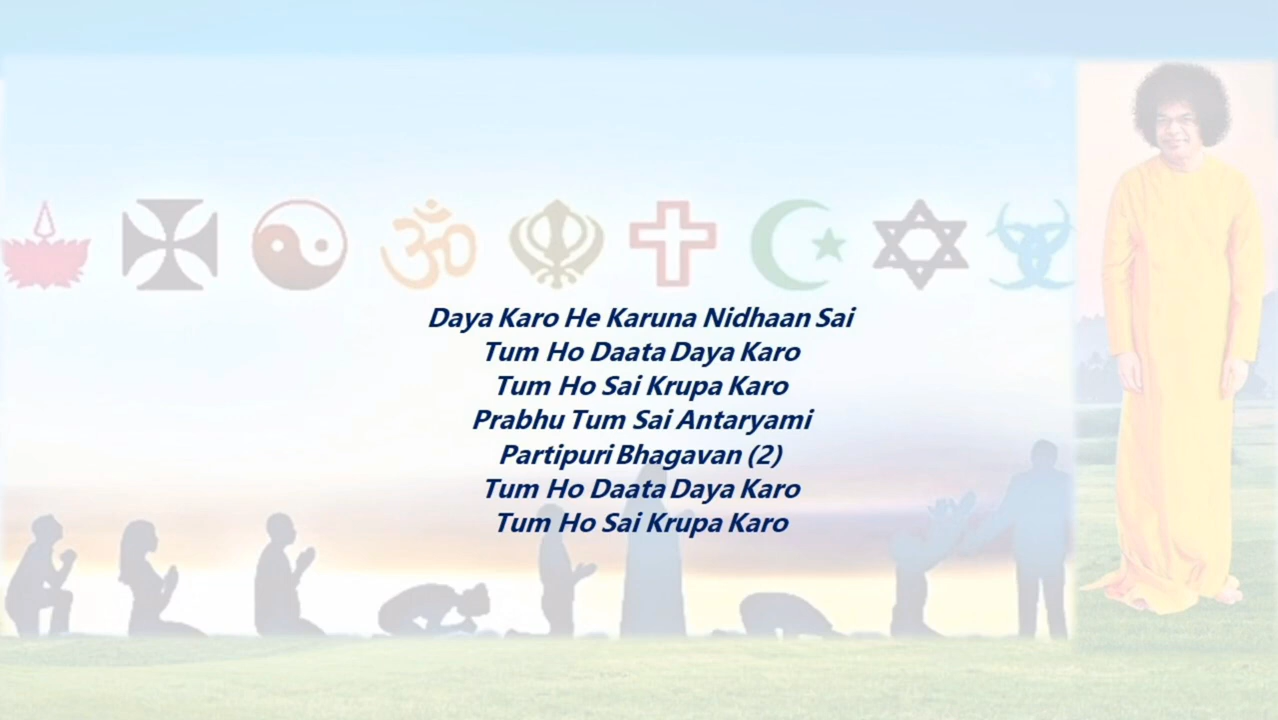 Daya Karo He Karuna Nidhaan Sai
Tum Ho Daata Daya Karo
Tum Ho Sai Krupa Karo
Prabhu Tum Sai Antaryami
Partipuri Bhagavan (2)
Tum Ho Daata Daya Karo
Tum Ho Sai Krupa Karo